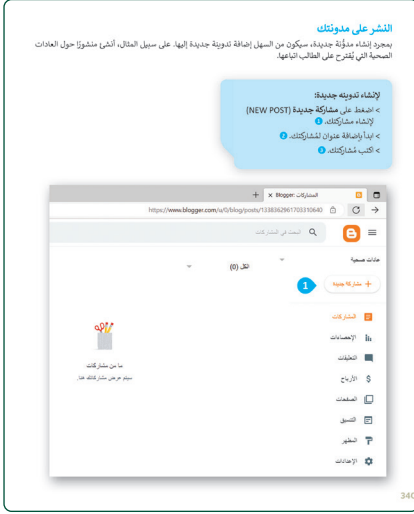 النشر على مدونتك
بمجرد إنشاء مدوَّنة جديدة، سيكون من السهل إضافة تدوينة جديدة إليها. على سبيل المثال، أنشئ منشورًا حول العادات
الصحية التي يُقترح على الطالب اتباعها.
لإنشاء تدوينه جديدة:
> اضغط على مشاركة جديدة (NEW POST)
لإنشاء مشاركتك. 1
> ابدأ بإضافة عنوان لمُشاركتك. 2
> اكتب مُشاركتك. 3
المشاركات: Blogger
https://www.blogger.com/u/0/blog/posts/1338362961703310640
البحث في المشاركات
عادات صحية
الكل (0)
مشاركة جديدة
1
المشاركات
الإحصاءات
التعليقات
الأرباح
الصفحات
التنسيق
المظهر
الإعدادات
ما من مشاركات
سيتم عرض مشاركاتك هنا.
340